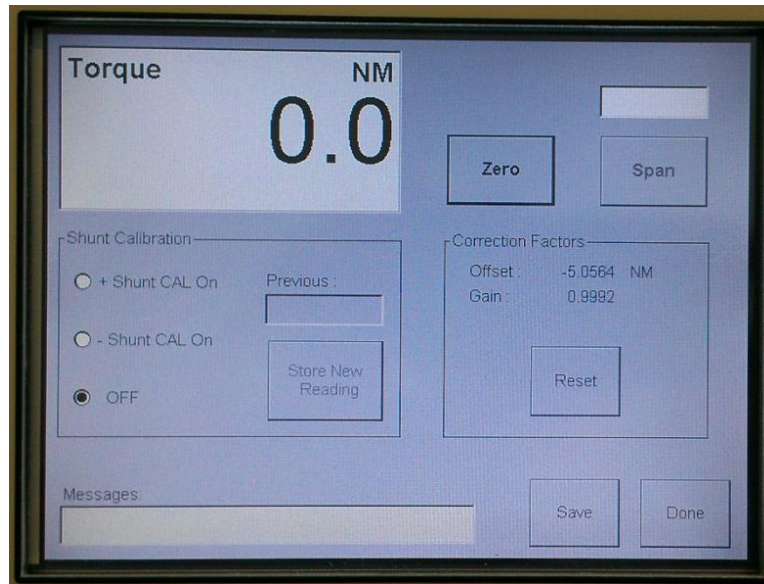 Torque NM
0.0
Zero Span
Shunt Calibration
+ Shunt CAL On
Previous :
- Shunt CAL On
Store New
Reading
OFF
Correction Factors
Offset : -5.0564 NM
Gain : 0.9992
Reset
Messages:
Save Done